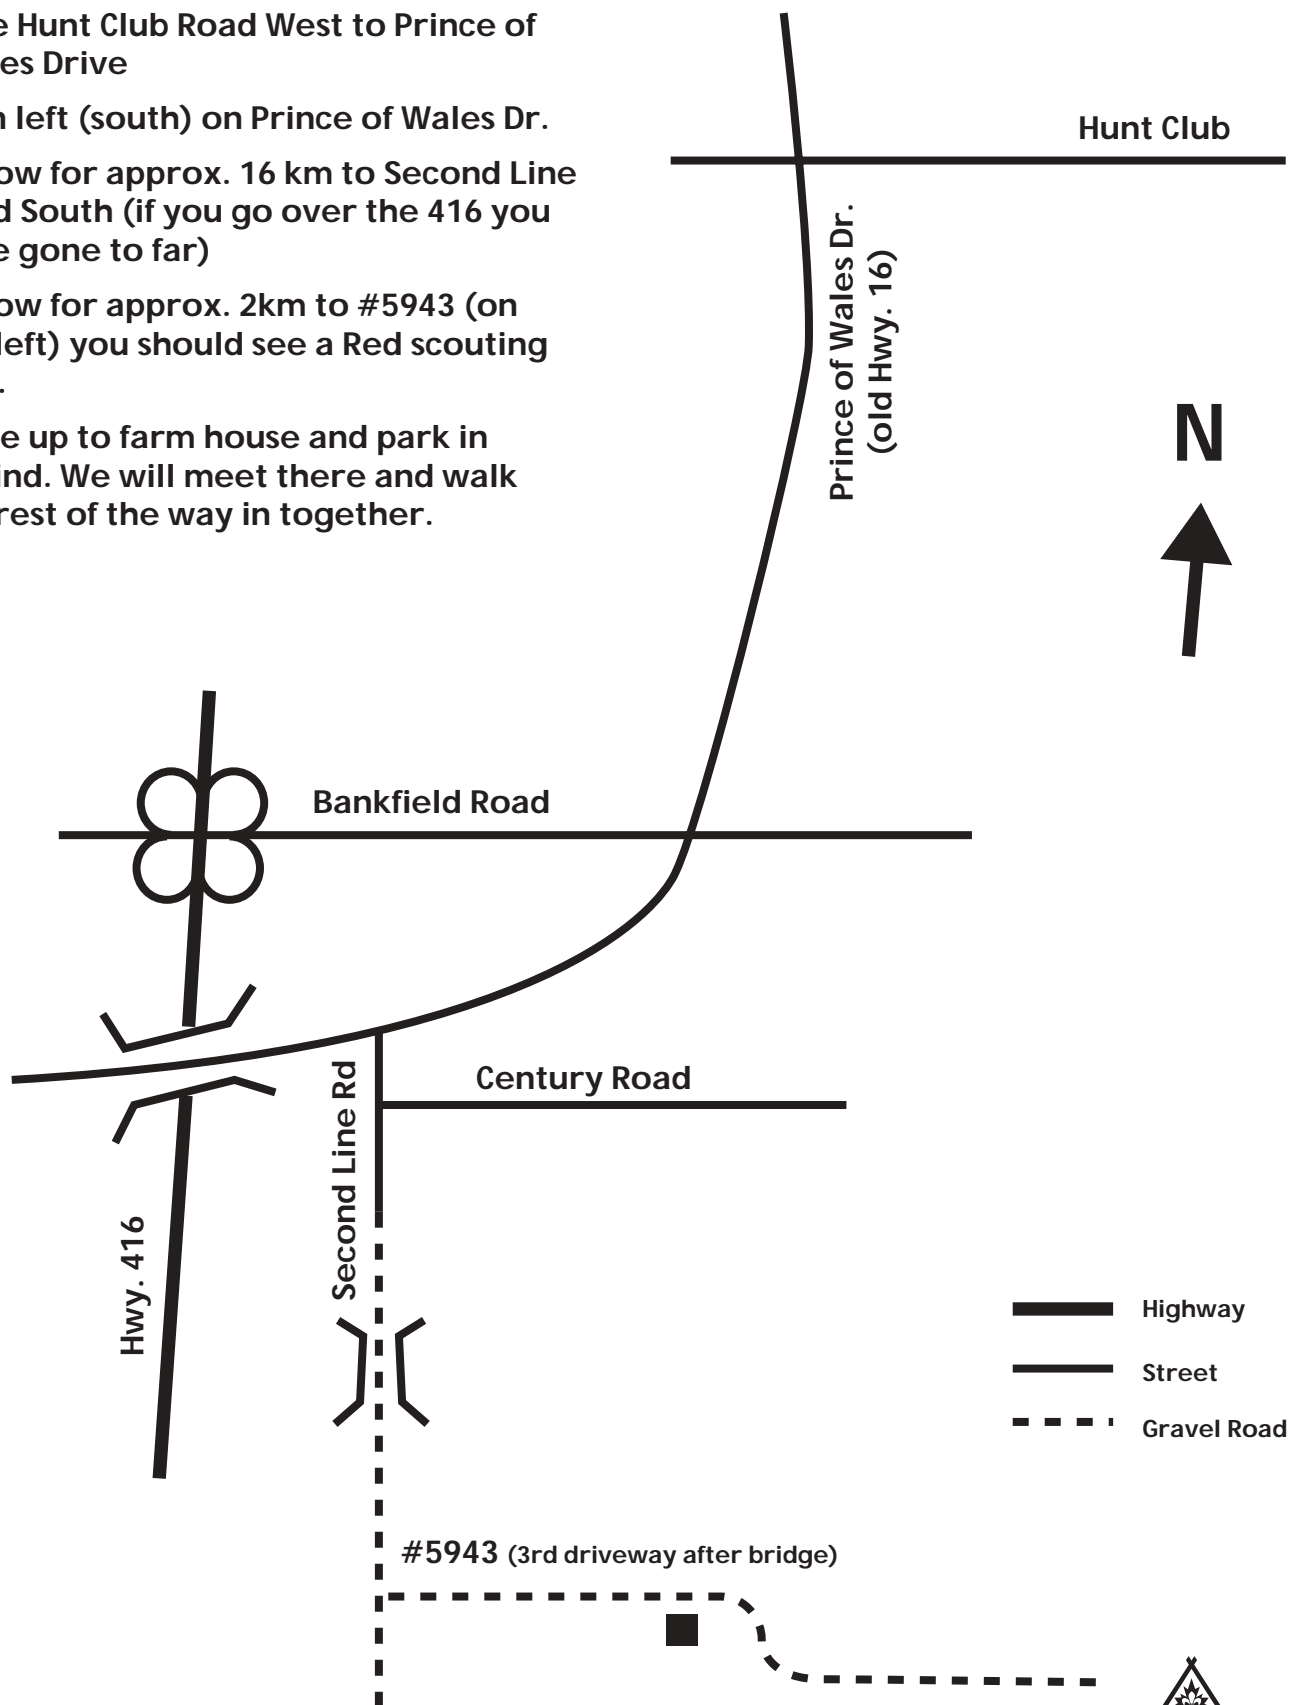 e Hunt Club Road West to Prince of
es Drive
n left (south) on Prince of Wales Dr.
ow for approx. 16 km to Second Line
d South (if you go over the 416 you
e gone to far)
ow for approx. 2km to #5943 (on
left) you should see a Red scouting
.
e up to farm house and park in
ind. We will meet there and walk
rest of the way in together.
Hunt Club
Prince of Wales Dr.
(old Hwy. 16)
N
Bankfield Road
Century Road
Second Line Rd
Hwy. 416
Highway
Street
Gravel Road
#5943 (3rd driveway after bridge)